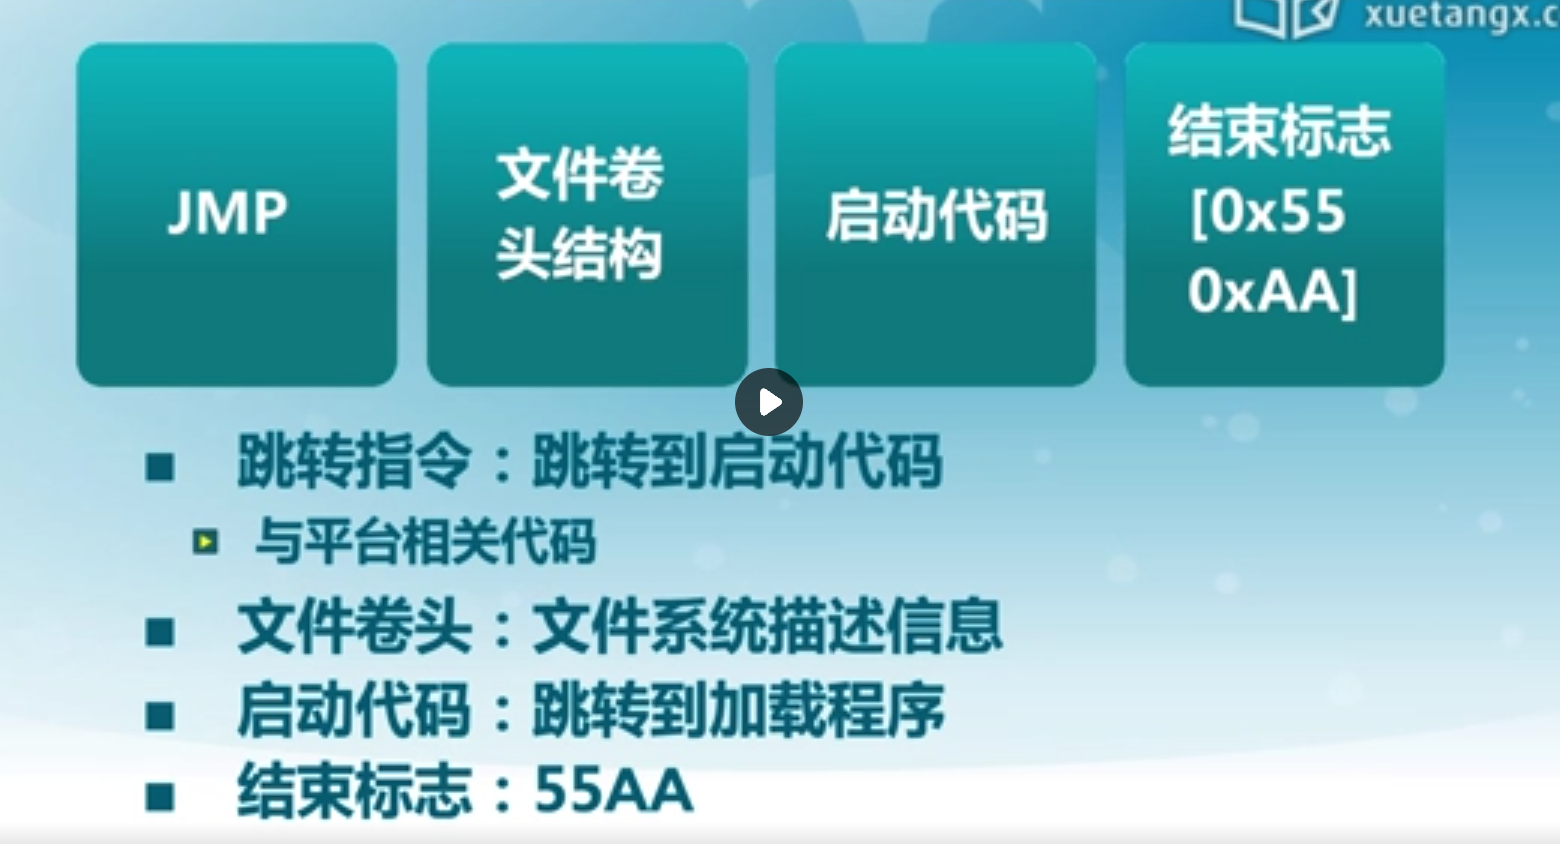 xuetangx.c
JMP
文件卷
头结构
启动代码
结束标志
[0x55
0xAA]
跳转指令：跳转到启动代码
与平台相关代码
文件卷头：文件系统描述信息
启动代码：跳转到加载程序
结束标志：55AA